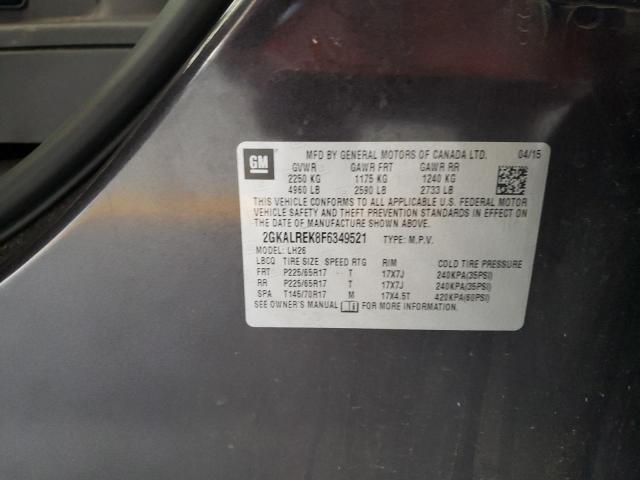 GM
MFD BY GENERAL MOTORS OF CANADA LTD. 04/15
GVWR GAWR FRT GAWR RR
2250 KG 1175 KG 1240 KG
4960 LB 2590 LB 2733 LB
THIS VEHICLE CONFORMS TO ALL APPLICABLE U.S. FEDERAL MOTOR
VEHICLE SAFETY AND THEFT PREVENTION STANDARDS IN EFFECT ON
THE DATE OF MANUFACTURE SHOWN ABOVE.
2GKALREK8F6349521 TYPE: M.P.V.
MODEL: LH26
LBCQ TIRE SIZE SPEED RTG RIM COLD TIRE PRESSURE
FRT P225/65R17 T 17X7J 240KPA(35PSI)
RR P225/65R17 T 17X7J 240KPA(35PSI)
SPA T145/70R17 M 17X4.5T 420KPA(60PSI)
SEE OWNER'S MANUAL FOR MORE INFORMATION.